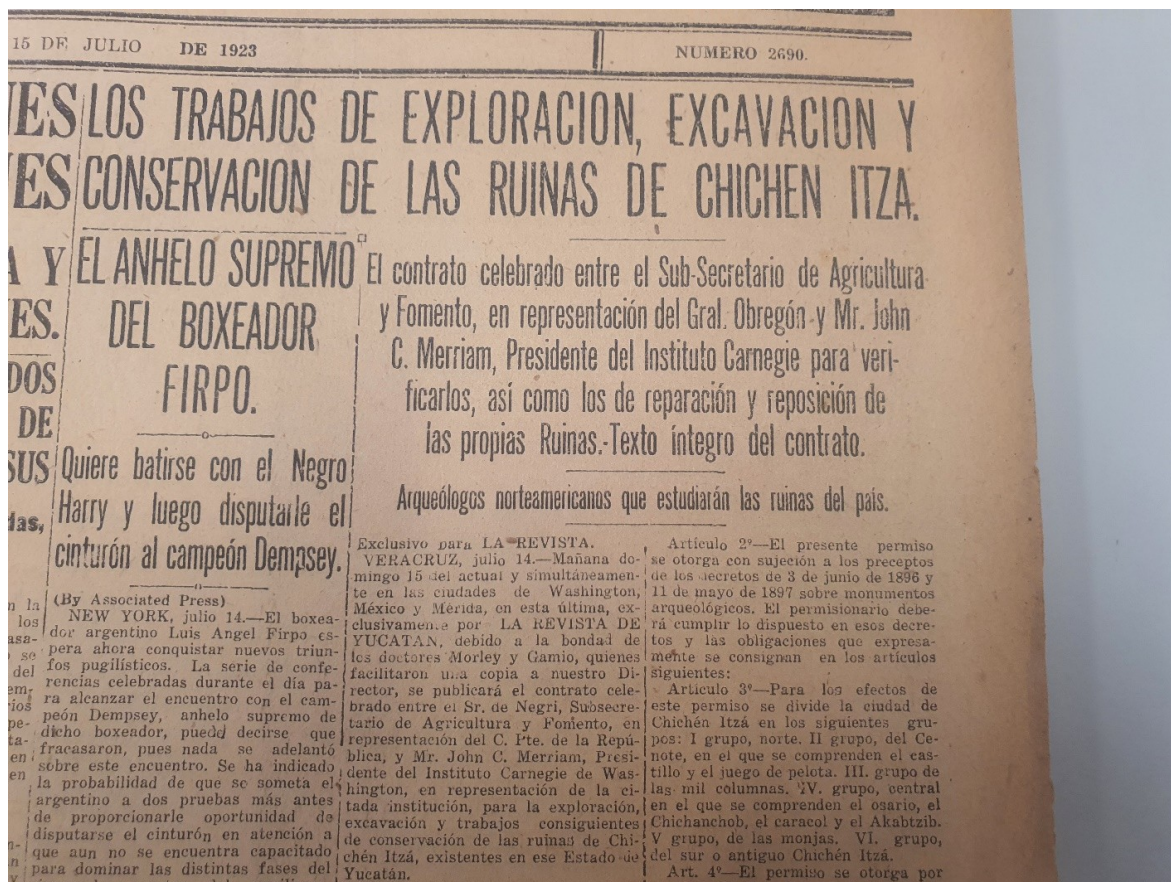 15 DE JULIO DE 1923
NUMERO 2690.
ES
ES
A Y
ES.
DOS
DE
SUS
das,
LOS TRABAJOS DE EXPLORACION, EXCAVACION Y
CONSERVACION DE LAS RUINAS DE CHICHEN ITZA.
EL ANHELO SUPREMO
DEL BOXEADOR
FIRPO.
Quiere batirse con el Negro
Harry y luego disputarle el
cinturón al campeón Dempsey.
(By Associated Press)
NEW YORK, julio 14.—El boxea-
dor argentino Luis Angel Firpo es-
pera ahora conquistar nuevos triun-
fos pugilísticos. La serie de confe-
rencias celebradas durante el día pa-
ra alcanzar el encuentro con el cam-
peón Dempsey, anhelo supremo de
dicho boxeador, puede decirse que
fracasaron, pues nada se adelantó
sobre este encuentro. Se ha indicado
la probabilidad de que se someta el
argentino a dos pruebas más antes
de proporcionarle oportunidad de
disputarse el cinturón en atención a
que aun no se encuentra capacitado
para dominar las distintas fases del
El contrato celebrado entre el Sub-Secretario de Agricultura
y Fomento, en representación del Gral. Obregón y Mr. John
C. Merriam, Presidente del Instituto Carnegie para veri-
ficarlos, así como los de reparación y reposición de
las propias Ruinas.-Texto íntegro del contrato.
Arqueólogos norteamericanos que estudiarán las ruinas del país.
Exclusivo para LA REVISTA.
VERACRUZ, julio 14.—Mañana do-
mingo 15 del actual y simultáneamen-
te en las ciudades de Washington,
México y Mérida, en esta última, ex-
clusivamente por LA REVISTA DE
YUCATAN, debido a la bondad de
los doctores Morley y Gamio, quienes
facilitaron una copia a nuestro Di-
rector, se publicará el contrato cele-
brado entre el Sr. de Negri, Subsecre-
tario de Agricultura y Fomento, en
representación del C. Pte. de la Repú-
blica, y Mr. John C. Merriam, Presi-
dente del Instituto Carnegie de Was-
hington, en representación de la ci-
tada institución, para la exploración,
excavación y trabajos consiguientes
de conservación de las ruinas de Chi-
chén Itzá, existentes en ese Estado de
Yucatán.
Artículo 2º—El presente permiso
se otorga con sujeción a los preceptos
de los decretos de 3 de junio de 1896 y
11 de mayo de 1897 sobre monumentos
arqueológicos. El permisionario debe-
rá cumplir lo dispuesto en esos decre-
tos y las obligaciones que expresa-
mente se consignan en los artículos
siguientes:
Artículo 3º—Para los efectos de
este permiso se divide la ciudad de
Chichén Itzá en los siguientes gru-
pos: I grupo, norte. II grupo, del Ce-
note, en el que se comprenden el cas-
tillo y el juego de pelota. III. grupo de
las mil columnas. IV. grupo, central
en el que se comprenden el osario, el
Chichanchob, el caracol y el Akabtzib.
V grupo, de las monjas. VI. grupo,
del sur o antiguo Chichén Itzá.
Art. 4º—El permiso se otorga por